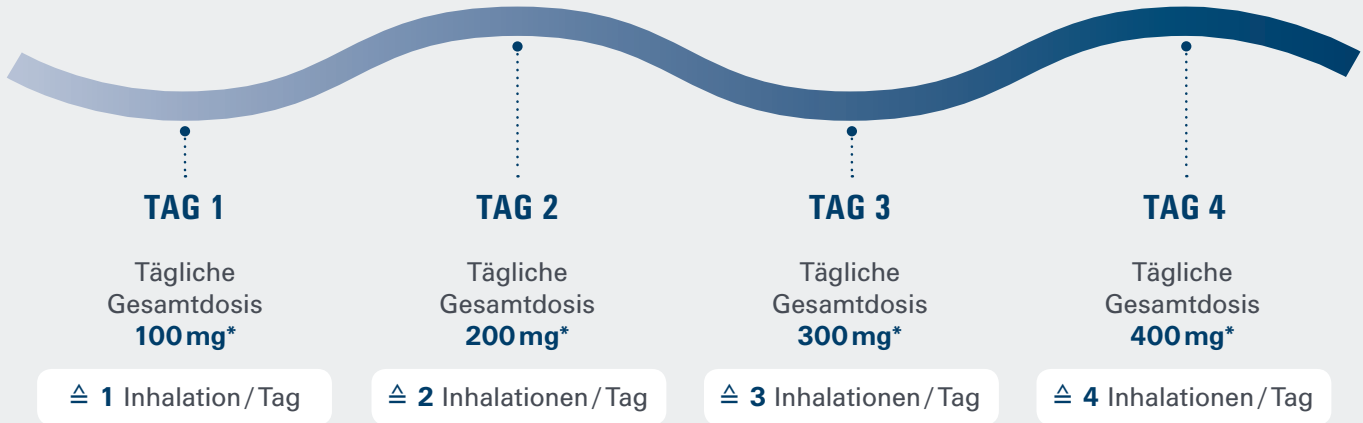 TAG 1
Tägliche
Gesamtdosis
100 mg*
≙ 1 Inhalation / Tag
TAG 2
Tägliche
Gesamtdosis
200 mg*
≙ 2 Inhalationen / Tag
TAG 3
Tägliche
Gesamtdosis
300 mg*
≙ 3 Inhalationen / Tag
TAG 4
Tägliche
Gesamtdosis
400 mg*
≙ 4 Inhalationen / Tag